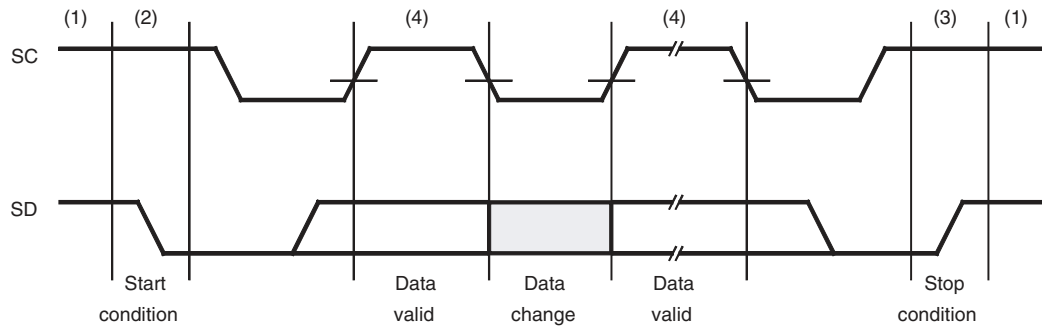 (1) (2) (4) (4) (3) (1)
SC
SD
Start Data Data Data Stop
condition valid change valid condition